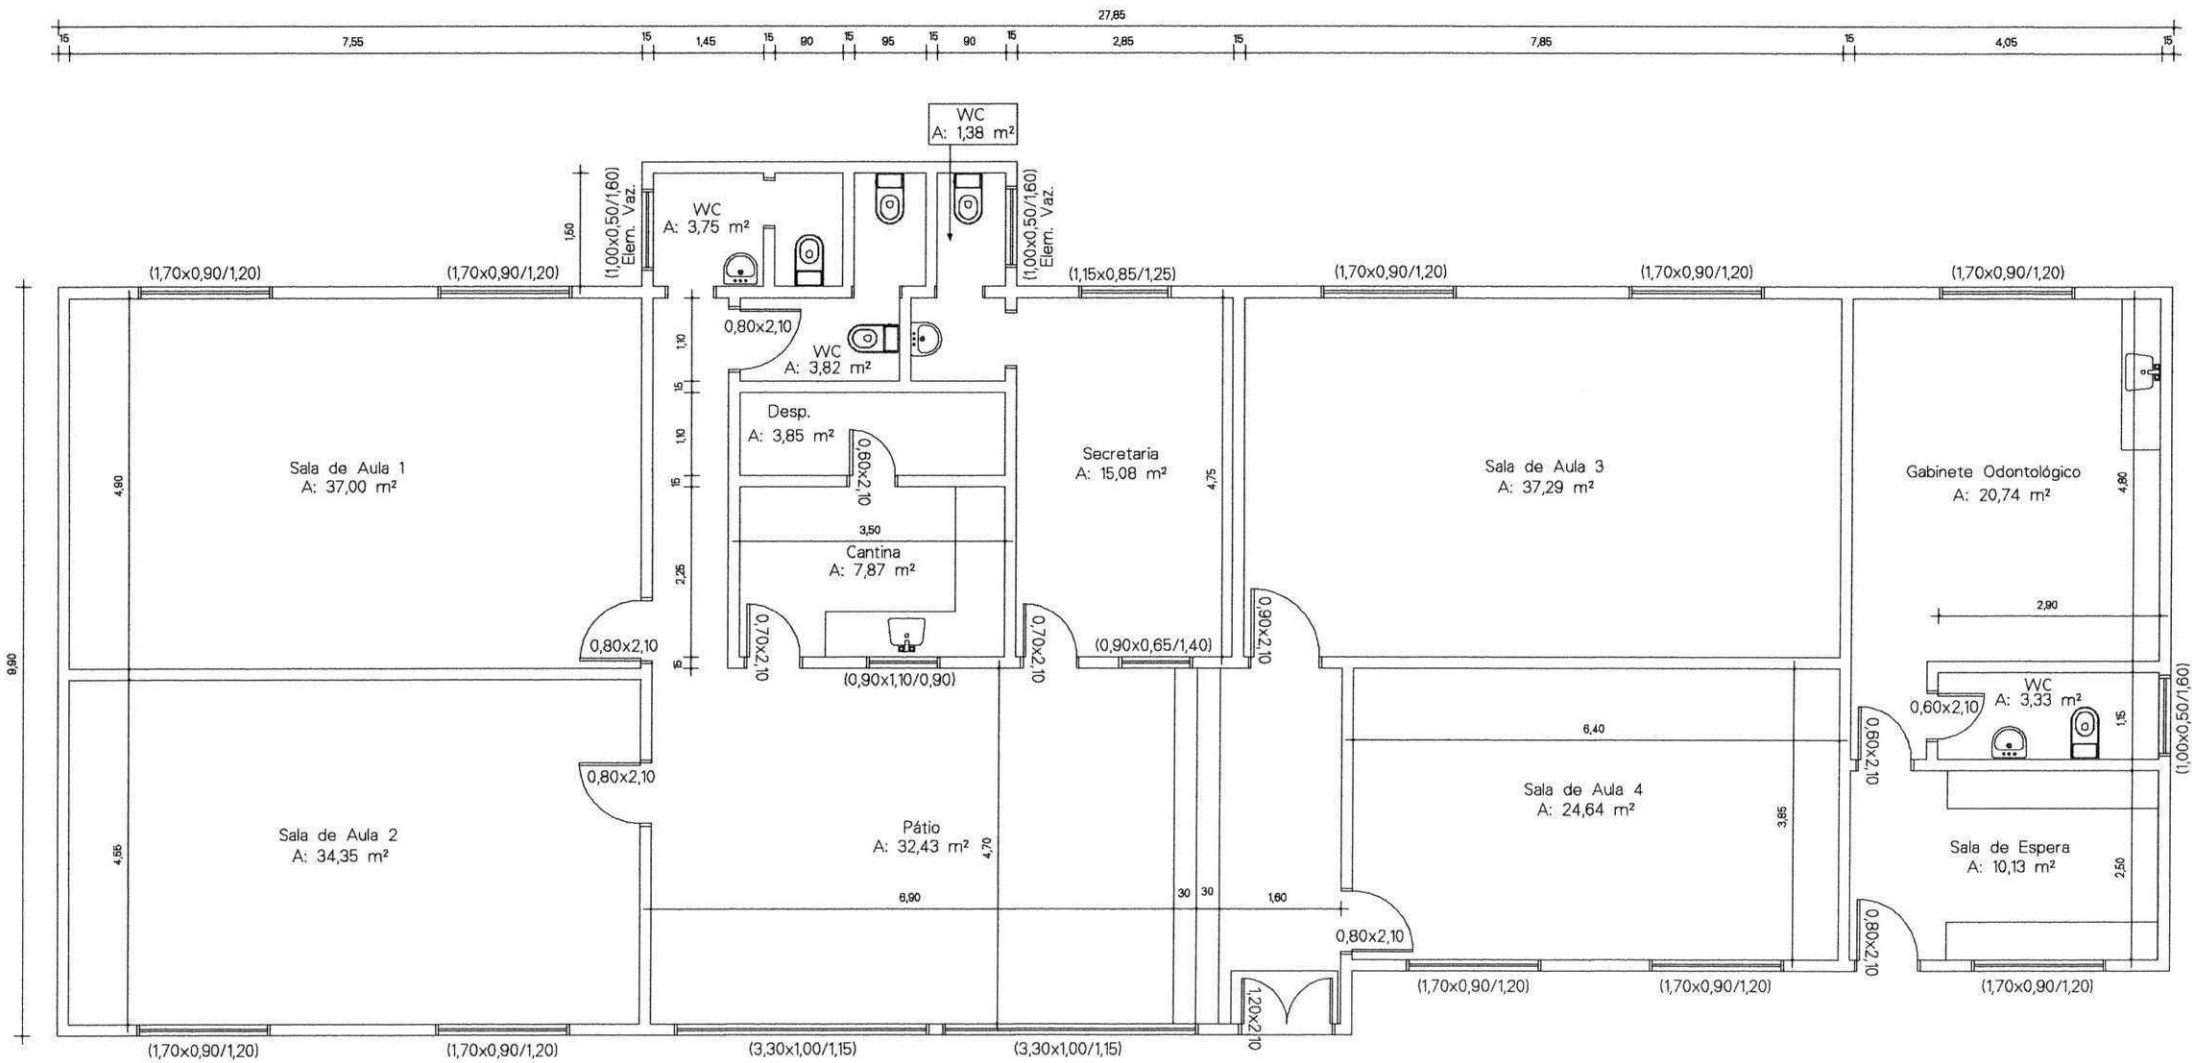 27,85
15
7,55
15
1,45
15
90
15
95
15
90
15
2,85
15
7,85
15
4,05
15
WC
A: 1,38 m²
1,50
(1,00x0,50/1,60)
Elem. Vaz.
WC
A: 3,75 m²
(1,00x0,50/1,60)
Elem. Vaz.
(1,70x0,90/1,20)
(1,70x0,90/1,20)
(1,15x0,85/1,25)
(1,70x0,90/1,20)
(1,70x0,90/1,20)
(1,70x0,90/1,20)
0,80x2,10
1,10
WC
A: 3,82 m²
15
Desp.
A: 3,85 m²
1,10
0,60x2,10
15
Sala de Aula 1
A: 37,00 m²
4,90
Secretaria
A: 15,08 m²
4,75
Sala de Aula 3
A: 37,29 m²
Gabinete Odontológico
A: 20,74 m²
4,80
3,50
Cantina
A: 7,87 m²
2,25
2,90
0,80x2,10
0,70x2,10
0,70x2,10
(0,90x0,65/1,40)
0,90x2,10
15
9,90
(0,90x1,10/0,90)
WC
A: 3,33 m²
0,60x2,10
1,15
(1,00x0,50/1,60)
0,60x2,10
6,40
0,80x2,10
Sala de Aula 4
A: 24,64 m²
3,85
Sala de Aula 2
A: 34,35 m²
4,55
Pátio
A: 32,43 m²
4,70
Sala de Espera
A: 10,13 m²
2,50
6,90
30
30
1,60
0,80x2,10
0,80x2,10
1,20x2,10
(1,70x0,90/1,20)
(1,70x0,90/1,20)
(1,70x0,90/1,20)
(1,70x0,90/1,20)
(1,70x0,90/1,20)
(3,30x1,00/1,15)
(3,30x1,00/1,15)